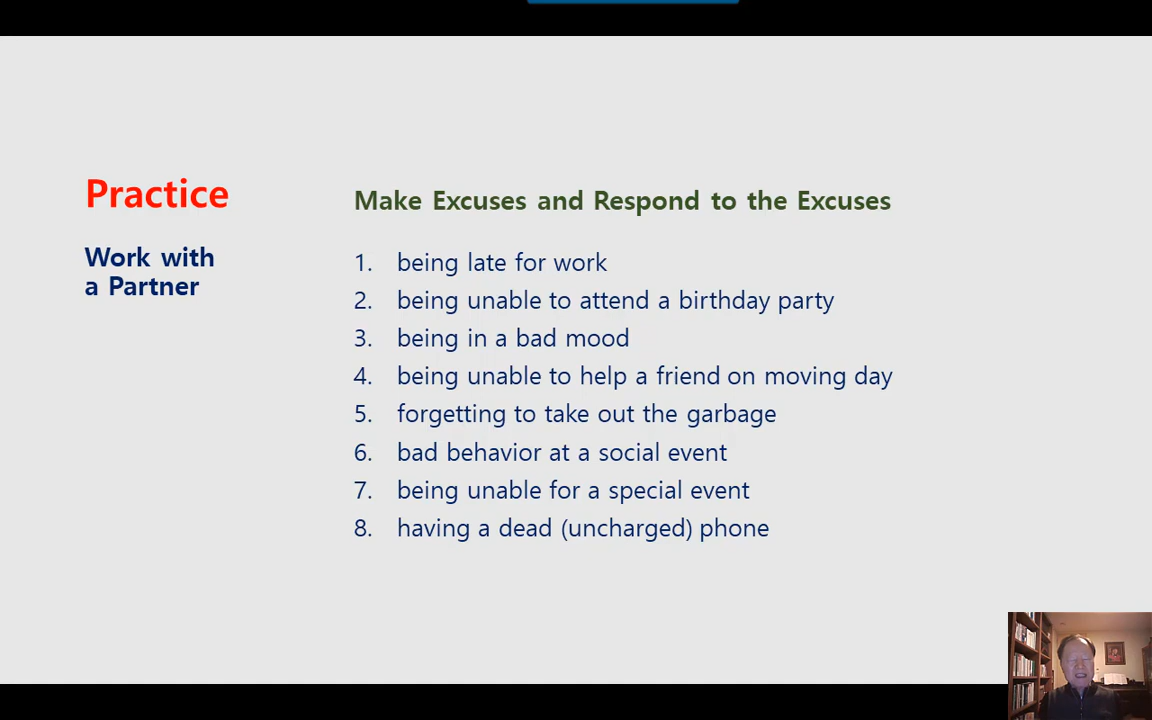 Practice
Work with
a Partner
Make Excuses and Respond to the Excuses
1. being late for work
2. being unable to attend a birthday party
3. being in a bad mood
4. being unable to help a friend on moving day
5. forgetting to take out the garbage
6. bad behavior at a social event
7. being unable for a special event
8. having a dead (uncharged) phone